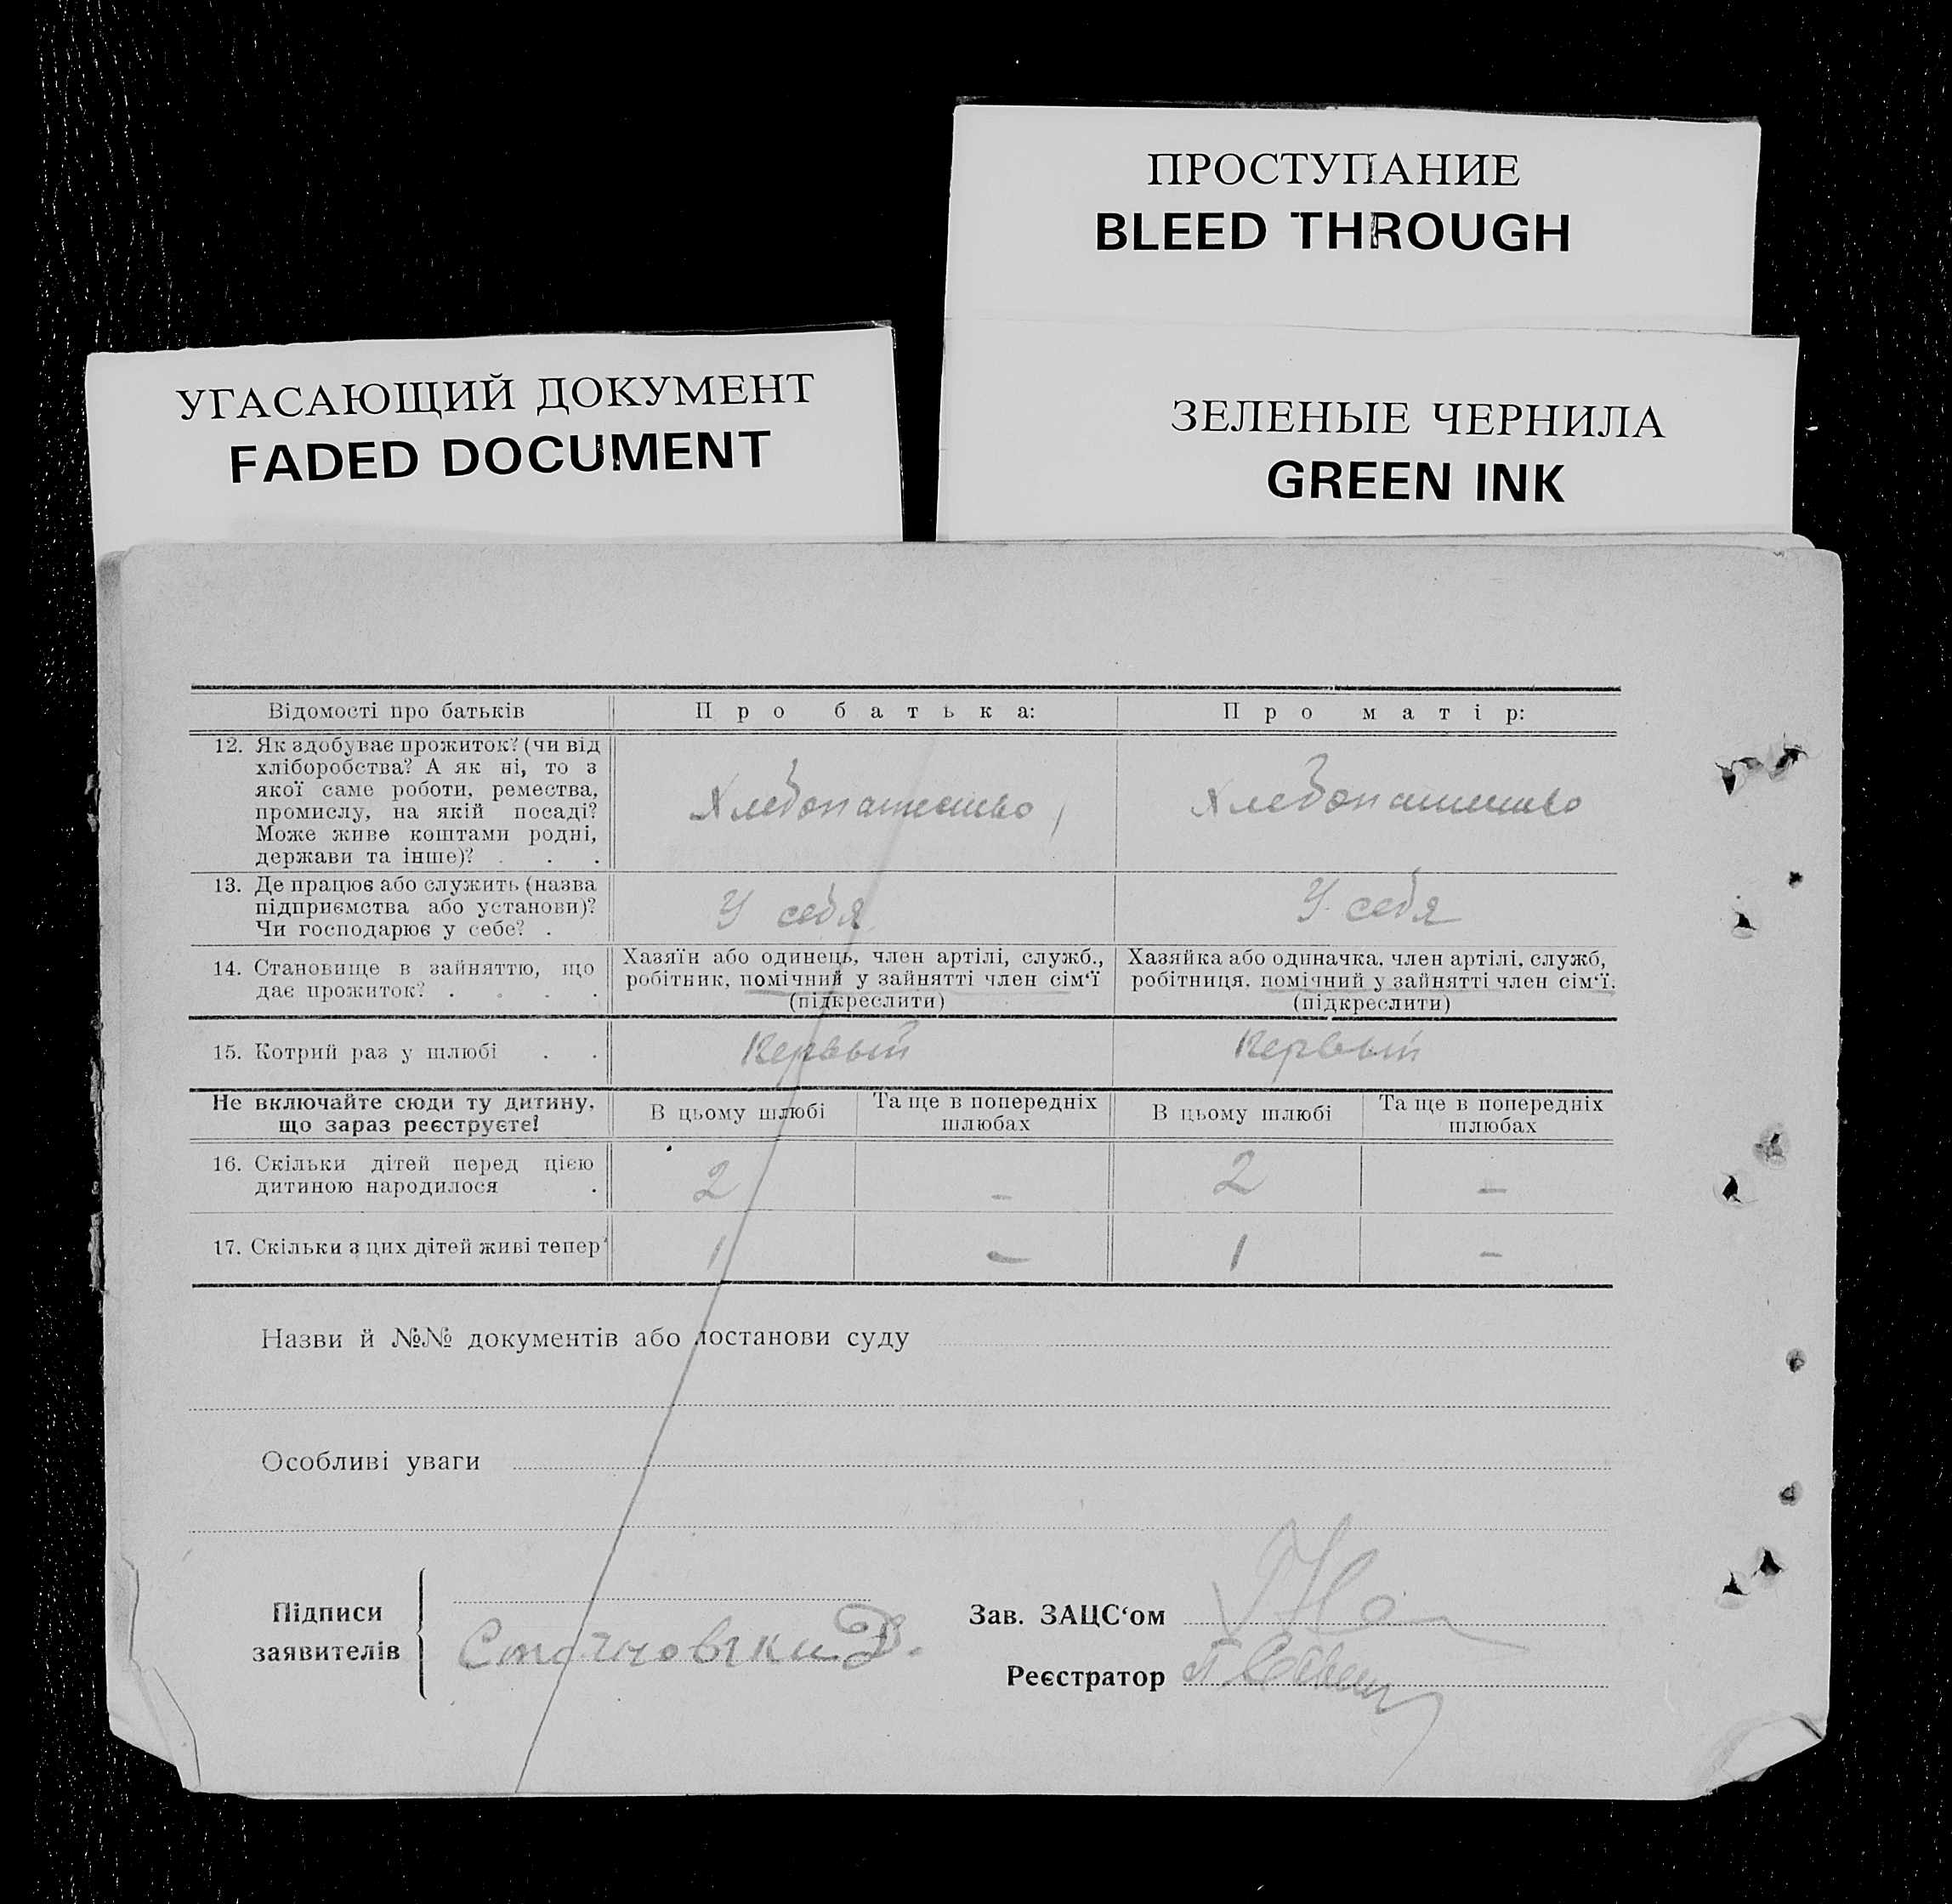 ПРОСТУПАНИЕ
BLEED THROUGH
УГАСАЮЩИЙ ДОКУМЕНТ
FADED DOCUMENT
ЗЕЛЕНЫЕ ЧЕРНИЛА
GREEN INK
Відомості про батьків
Про батька:
Про матір:
12. Як здобуває прожиток? (чи від
хліборобства? А як ні, то з
якої саме роботи, ремества,
промислу, на якій посаді?
Може живе коштами родні,
держави та інше)? . . .
Хлебопашество,
Хлебопашество
13. Де працює або служить (назва
підприємства або установи)?
Чи господарює у себе? .
У себя
У себя
14. Становище в зайняттю, що
дає прожиток? . . . .
Хазяїн або одинець, член артілі, служб.,
робітник, помічний у зайнятті член сім‘ї
(підкреслити)
Хазяйка або одиначка, член артілі, служб,
робітниця, помічний у зайнятті член сім‘ї.
(підкреслити)
15. Котрий раз у шлюбі . .
Первый
Первый
Не включайте сюди ту дитину,
що зараз реєструєте!
В цьому шлюбі
Та ще в попередніх
шлюбах
В цьому шлюбі
Та ще в попередніх
шлюбах
16. Скільки дітей перед цією
дитиною народилося .
2
–
2
–
17. Скільки з цих дітей живі тепер
1
–
1
–
Назви й №№ документів або постанови суду
Особливі уваги
Підписи
заявителів
Зав. ЗАЦС‘ом
Реєстратор